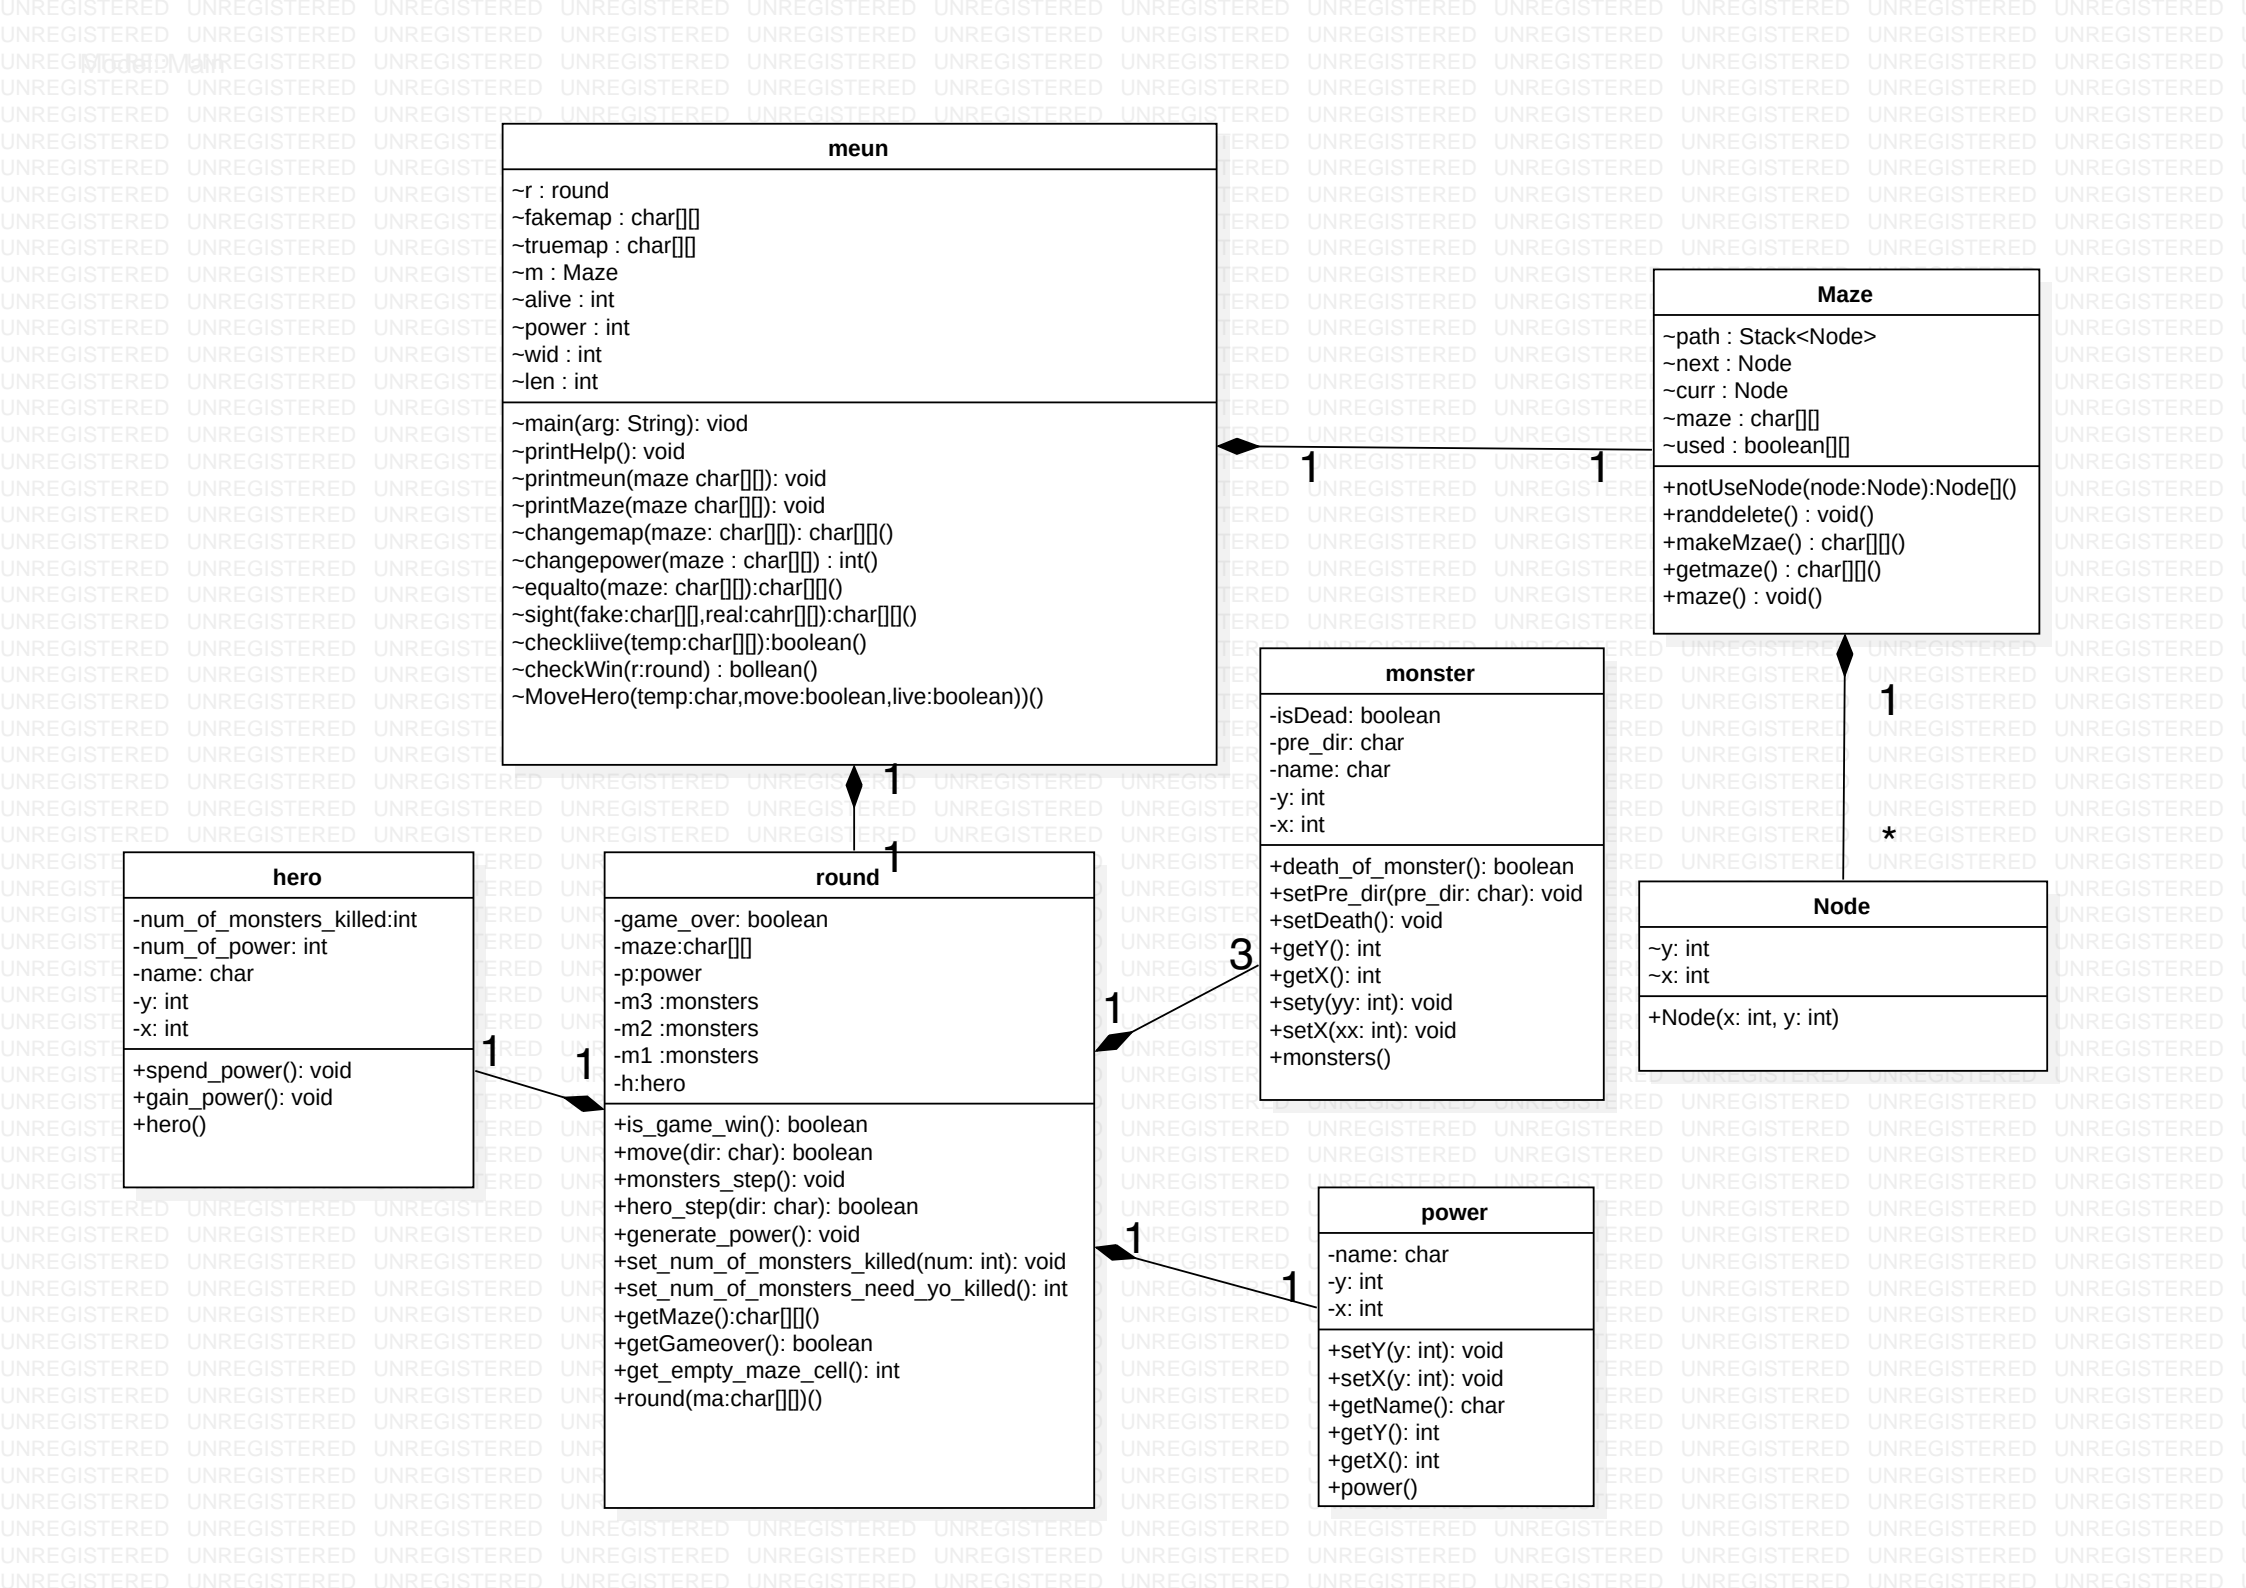 Model::Main
meun
~r : round
~fakemap : char[][]
~truemap : char[][]
~m : Maze
~alive : int
~power : int
~wid : int
~len : int
~main(arg: String): viod
~printHelp(): void
~printmeun(maze char[][]): void
~printMaze(maze char[][]): void
~changemap(maze: char[][]): char[][]()
~changepower(maze : char[][]) : int()
~equalto(maze: char[][]):char[][]()
~sight(fake:char[][],real:cahr[][]):char[][]()
~checkliive(temp:char[][]):boolean()
~checkWin(r:round) : bollean()
~MoveHero(temp:char,move:boolean,live:boolean))()
1
1
Maze
~path : Stack<Node>
~next : Node
~curr : Node
~maze : char[][]
~used : boolean[][]
+notUseNode(node:Node):Node[]()
+randdelete() : void()
+makeMzae() : char[][]()
+getmaze() : char[][]()
+maze() : void()
1
*
Node
~y: int
~x: int
+Node(x: int, y: int)
monster
-isDead: boolean
-pre_dir: char
-name: char
-y: int
-x: int
+death_of_monster(): boolean
+setPre_dir(pre_dir: char): void
+setDeath(): void
+getY(): int
+getX(): int
+sety(yy: int): void
+setX(xx: int): void
+monsters()
1
1
hero
-num_of_monsters_killed:int
-num_of_power: int
-name: char
-y: int
-x: int
+spend_power(): void
+gain_power(): void
+hero()
1
1
round
-game_over: boolean
-maze:char[][]
-p:power
-m3 :monsters
-m2 :monsters
-m1 :monsters
-h:hero
+is_game_win(): boolean
+move(dir: char): boolean
+monsters_step(): void
+hero_step(dir: char): boolean
+generate_power(): void
+set_num_of_monsters_killed(num: int): void
+set_num_of_monsters_need_yo_killed(): int
+getMaze():char[][]()
+getGameover(): boolean
+get_empty_maze_cell(): int
+round(ma:char[][])()
1
3
1
1
power
-name: char
-y: int
-x: int
+setY(y: int): void
+setX(y: int): void
+getName(): char
+getY(): int
+getX(): int
+power()
UNREGISTERED